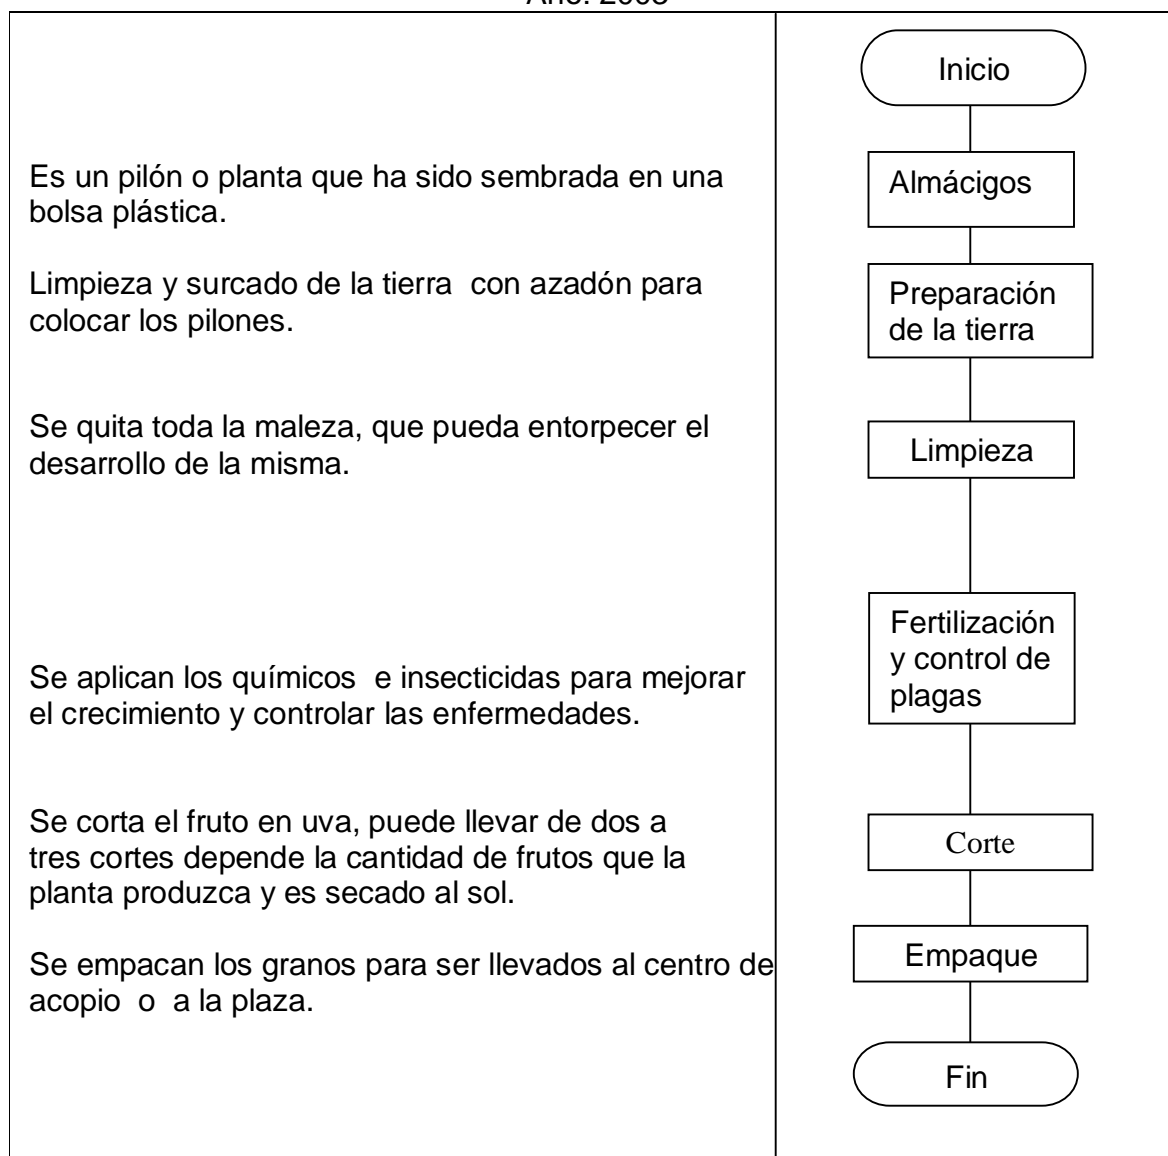 Inicio
Es un pilón o planta que ha sido sembrada en una
bolsa plástica.
Almácigos
Limpieza y surcado de la tierra  con azadón para
colocar los pilones.
Preparación
de la tierra
Se quita toda la maleza, que pueda entorpecer el
desarrollo de la misma.
Limpieza
Se aplican los químicos  e insecticidas para mejorar
el crecimiento y controlar las enfermedades.
Fertilización
y control de
plagas
Se corta el fruto en uva, puede llevar de dos a
tres cortes depende la cantidad de frutos que la
planta produzca y es secado al sol.
Corte
Se empacan los granos para ser llevados al centro de
acopio  o  a la plaza.
Empaque
Fin